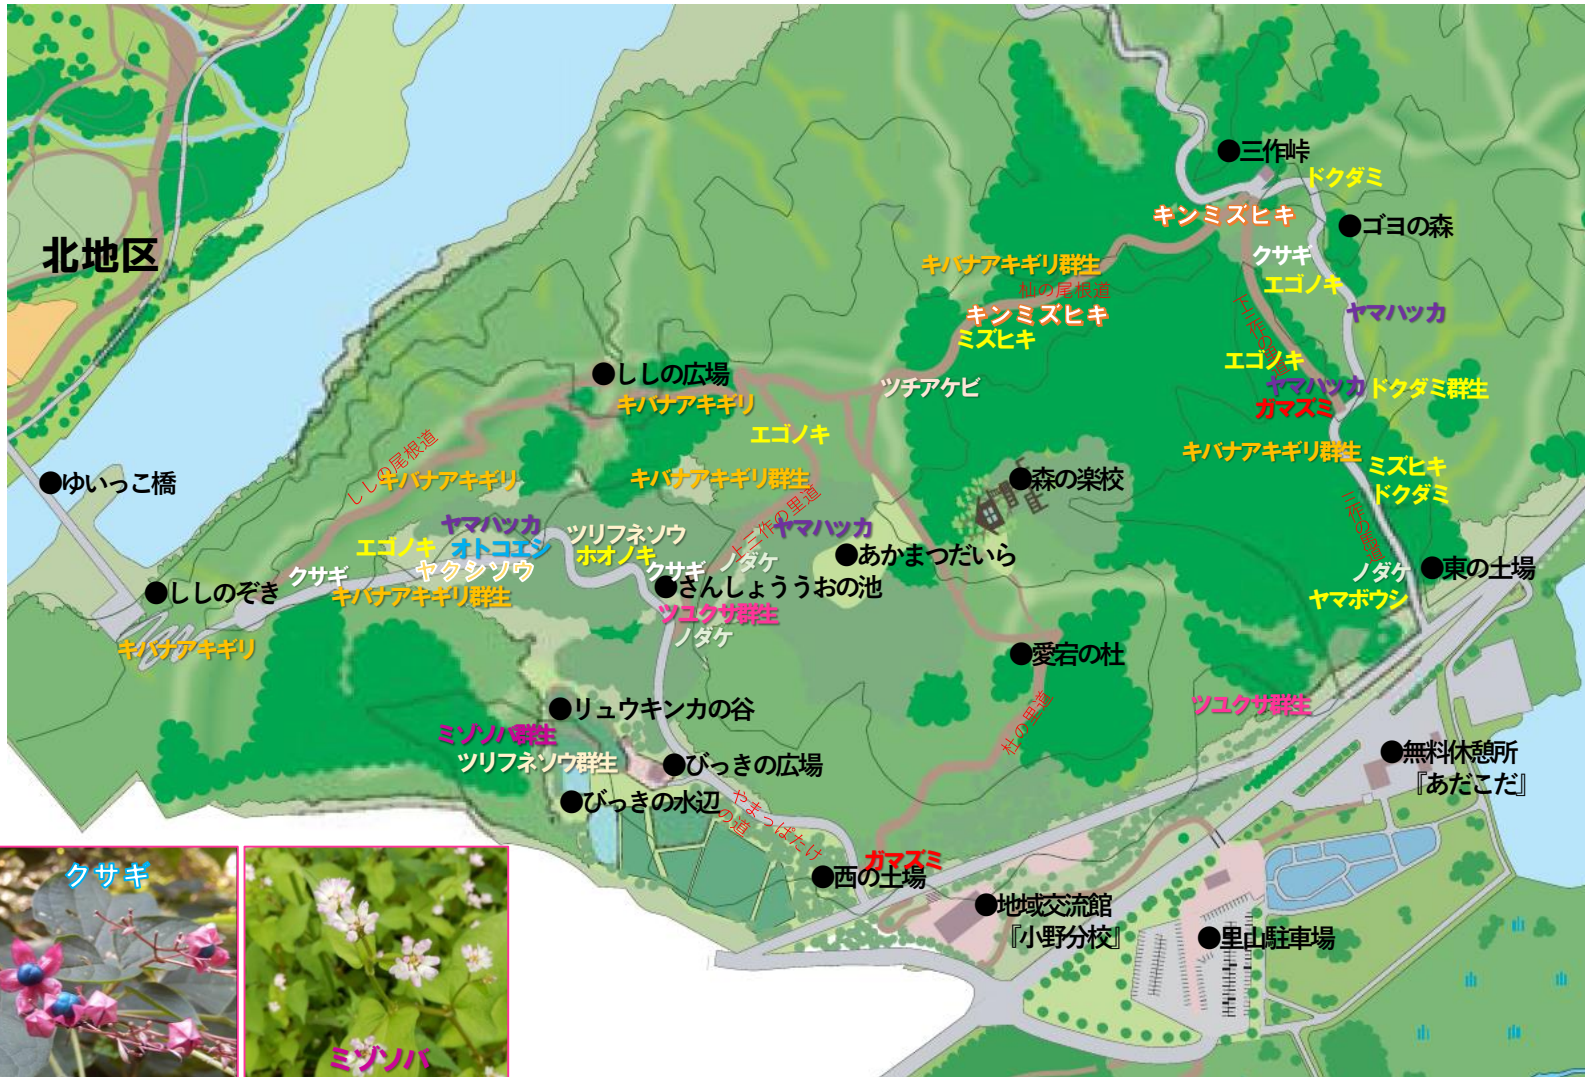 ●三作峠
ドクダミ
キンミズヒキ
●ゴヨの森
北地区
クサギ
キバナアキギリ群生
エゴノキ
杣の尾根道
キンミズヒキ
ヤマハッカ
ミズヒキ
エゴノキ
●ししの広場
ツチアケビ
ヤマハッカ
ドクダミ群生
キバナアキギリ
ガマズミ
エゴノキ
キバナアキギリ群生
ししの尾根道
ミズヒキ
キバナアキギリ
キバナアキギリ群生
●森の楽校
●ゆいっこ橋
ドクダミ
上三作の里道
ヤマハッカ
ツリフネソウ
ヤマハッカ
エゴノキ
オトコエシ
ホオノキ
●あかまつだいら
クサギ
ヤクシソウ
クサギ
ノダケ
ノダケ
●東の土場
●ししのぞき
キバナアキギリ群生
●さんしょううおの池
ヤマボウシ
ツユクサ群生
ノダケ
キバナアキギリ
●愛宕の杜
ツユクサ群生
●リュウキンカの谷
杜の里道
ミゾソバ群生
ツリフネソウ群生
●びっきの広場
●無料休憩所
『あだこだ』
●びっきの水辺
やまっぱたけ
の道
ガマズミ
●西の土場
クサギ
●地域交流館
『小野分校』
●里山駐車場
ミゾソバ